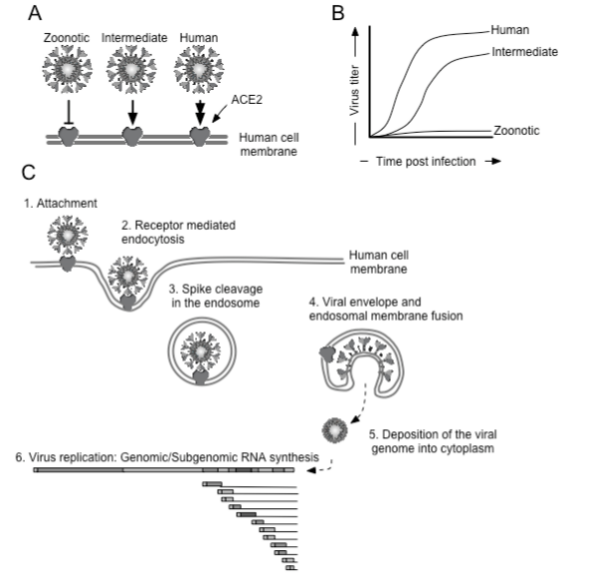 A
Zoonotic Intermediate Human
ACE2
Human cell
membrane
B
Virus titer
Human
Intermediate
Zoonotic
Time post infection
C
1. Attachment
2. Receptor mediated
endocytosis
Human cell
membrane
3. Spike cleavage
in the endosome
4. Viral envelope and
endosomal membrane fusion
5. Deposition of the viral
genome into cytoplasm
6. Virus replication: Genomic/Subgenomic RNA synthesis